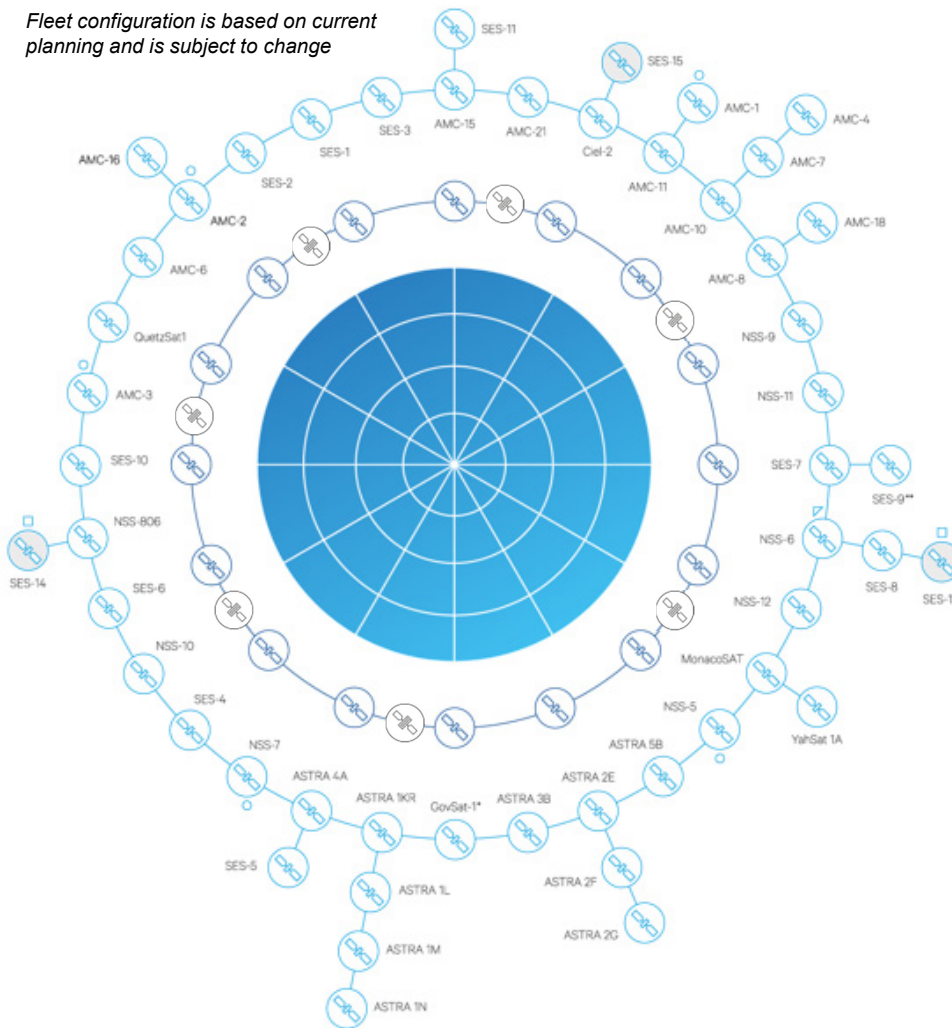 Fleet configuration is based on current
planning and is subject to change
SES-11
SES-15
AMC-1
AMC-4
SES-3
AMC-15
AMC-21
Ciel-2
SES-1
AMC-7
AMC-16
SES-2
AMC-11
AMC-2
AMC-10
AMC-18
AMC-6
AMC-8
QuetzSat1
NSS-9
AMC-3
NSS-11
SES-10
SES-7
SES-9**
NSS-806
NSS-6
SES-14
SES-6
SES-8
SES-1
NSS-12
NSS-10
MonacoSAT
SES-4
NSS-5
YahSat 1A
NSS-7
ASTRA 5B
ASTRA 4A
ASTRA 2E
ASTRA 1KR
GovSat-1*
ASTRA 3B
SES-5
ASTRA 2F
ASTRA 1L
ASTRA 2G
ASTRA 1M
ASTRA 1N